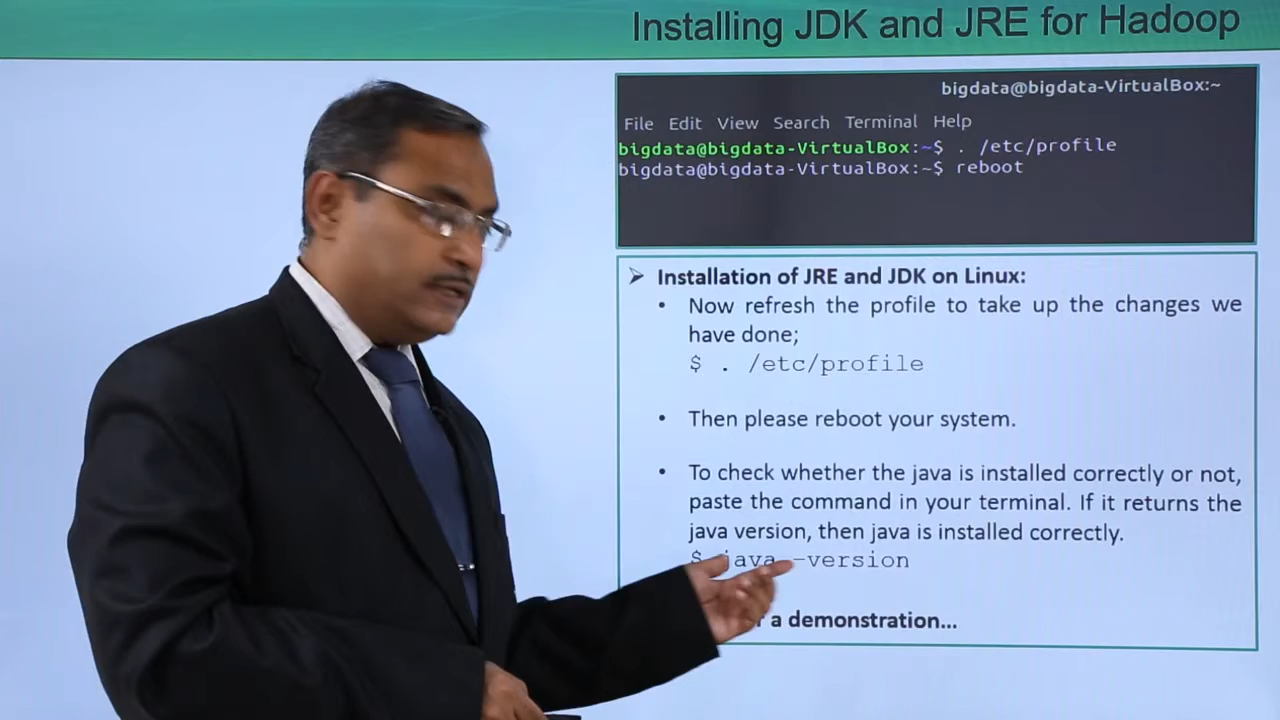 Installing JDK and JRE for Hadoop
bigdata@bigdata-VirtualBox:~
File Edit View Search Terminal Help
bigdata@bigdata-VirtualBox:~$ . /etc/profile
bigdata@bigdata-VirtualBox:~$ reboot
➢ Installation of JRE and JDK on Linux:
• Now refresh the profile to take up the changes we
have done;
$ . /etc/profile
• Then please reboot your system.
• To check whether the java is installed correctly or not,
paste the command in your terminal. If it returns the
java version, then java is installed correctly.
$ java –version
a demonstration...